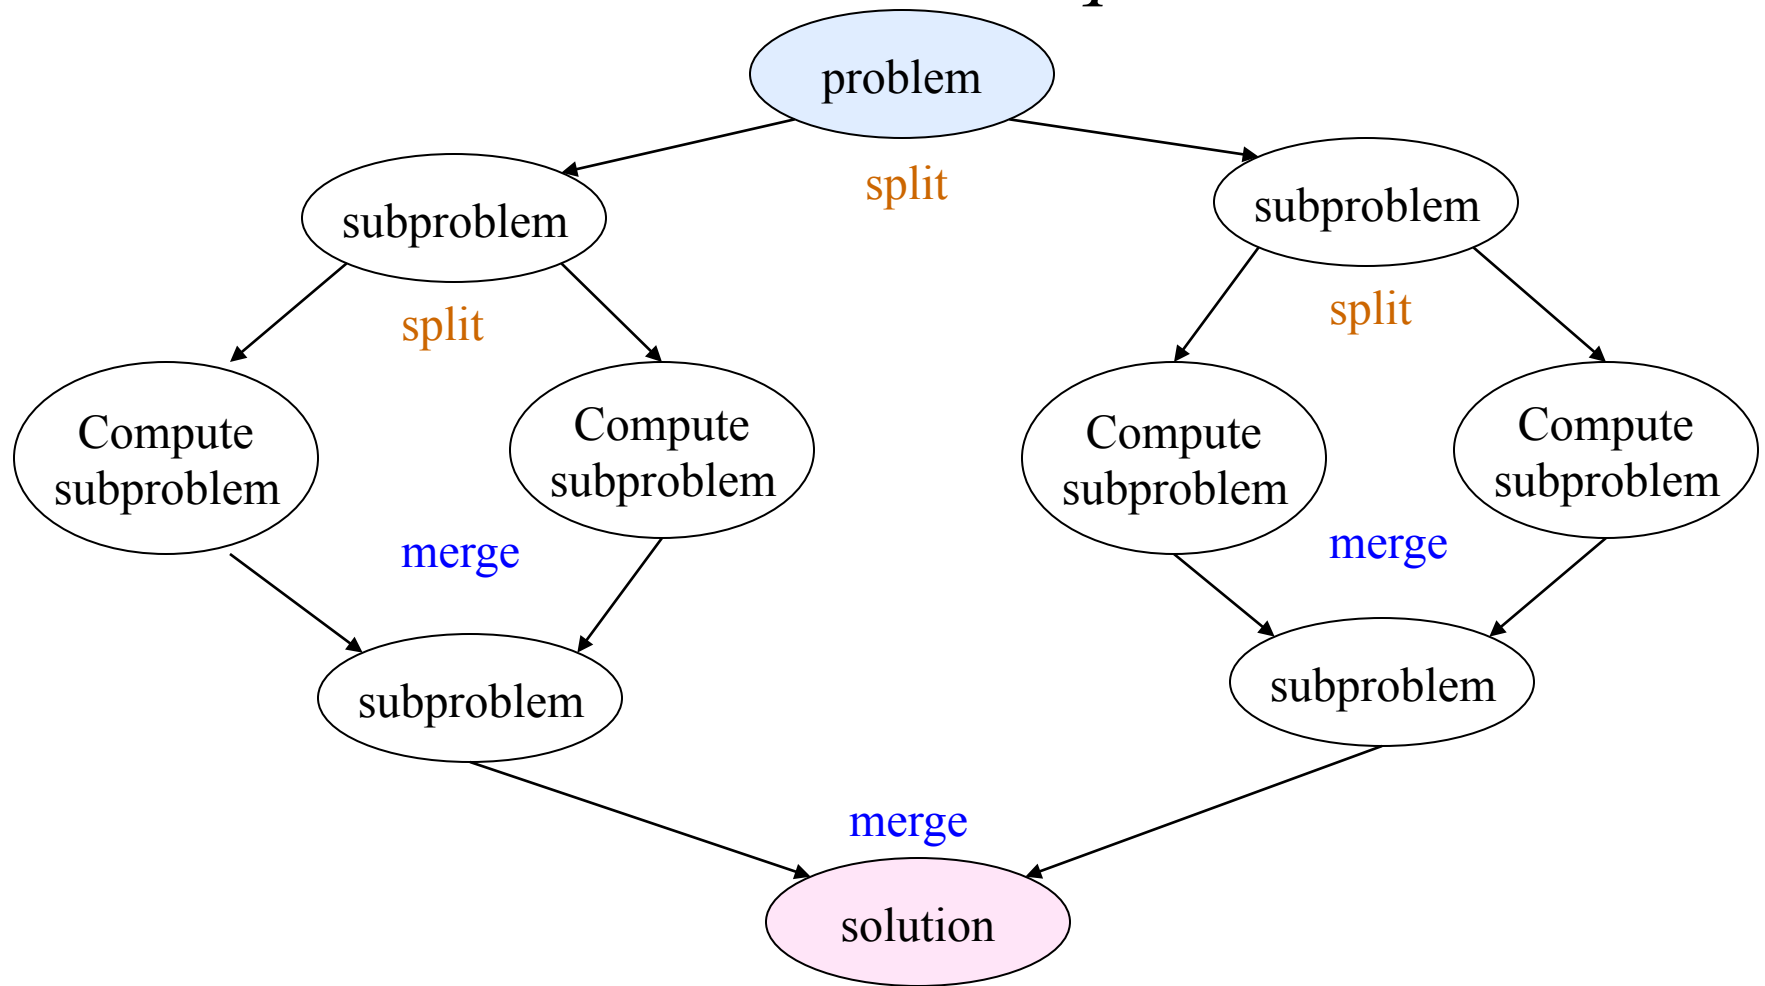 problem
split
subproblem
subproblem
split
split
Compute
subproblem
Compute
subproblem
Compute
subproblem
Compute
subproblem
merge
merge
subproblem
subproblem
merge
solution